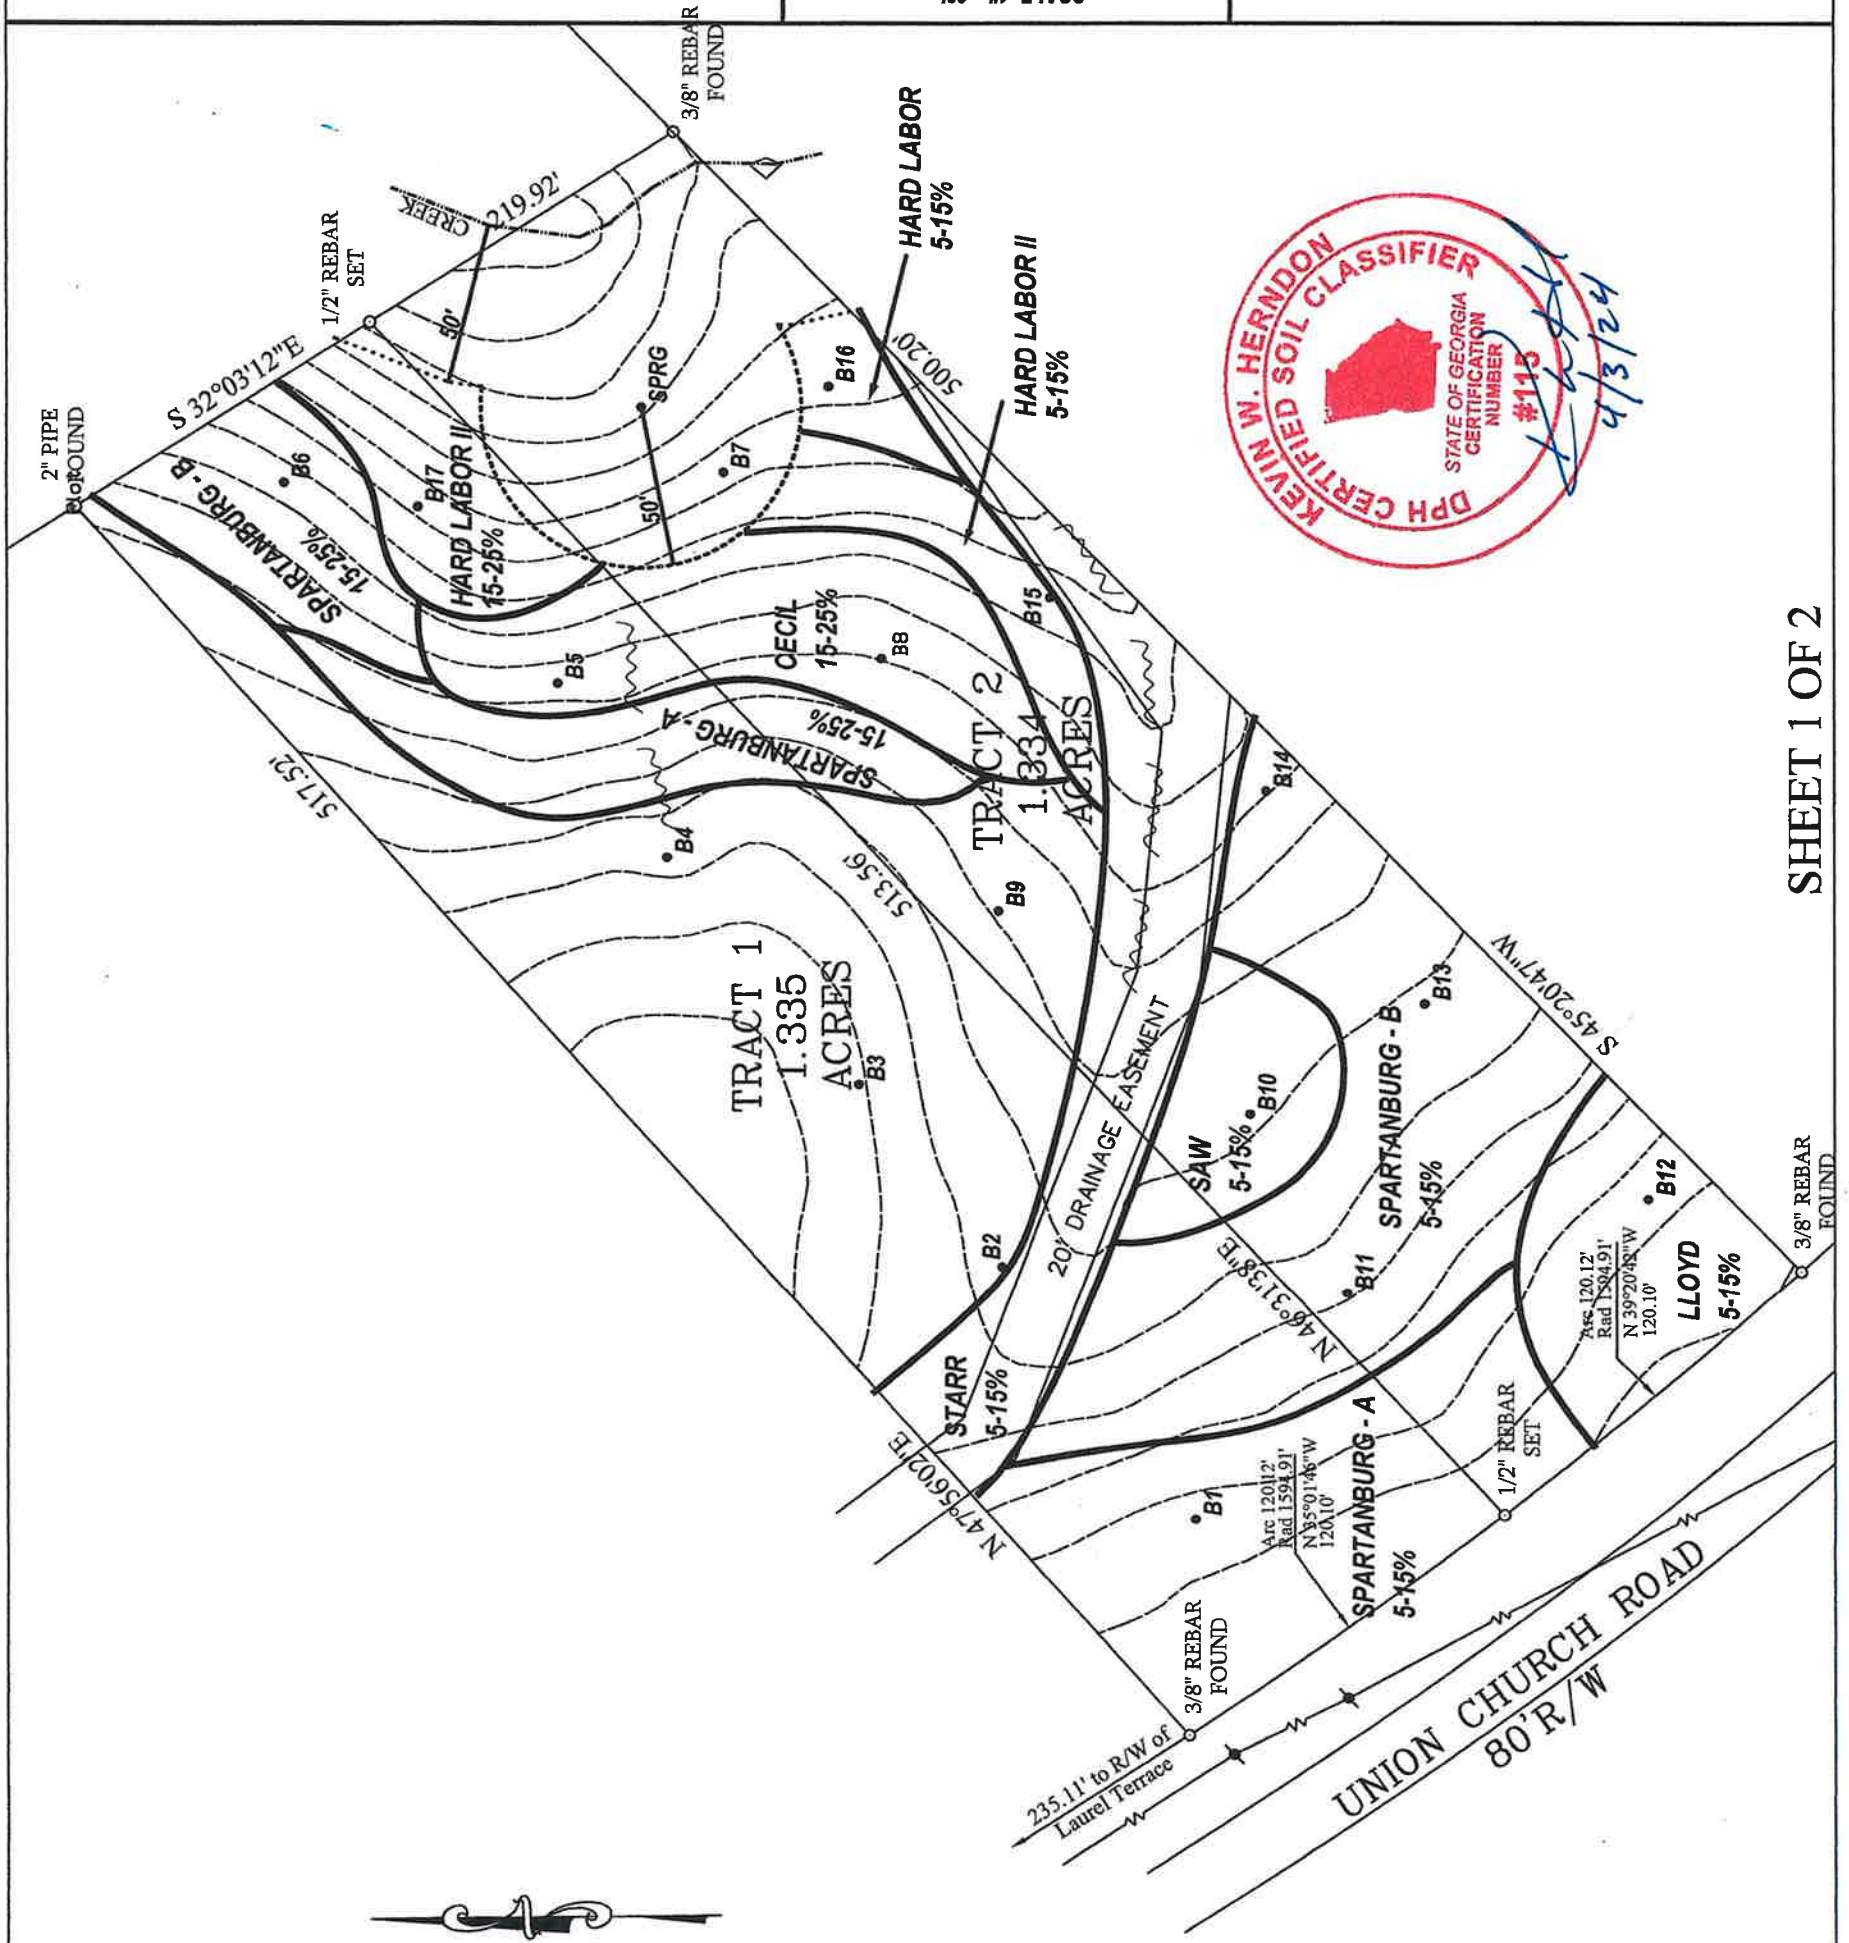 2" PIPE
FOUND
S 32°03'12"E
1/2" REBAR
SET
219.92'
CREEK
3/8" REBAR
FOUND
50'
SPRG
50'
SPARTANBURG - B
15-25%
B6
B17
HARD LABOR II
15-25%
B7
B16
HARD LABOR
5-15%
HARD LABOR II
5-15%
500.20'
517.52'
B5
CECIL
15-25%
B8
B15
SPARTANBURG - A
15-25%
TRACT 2
1.334
ACRES
B4
513.56'
B9
B14
TRACT 1
1.335
ACRES
B3
20' DRAINAGE EASEMENT
B2
SAW
5-15%
B10
SPARTANBURG - B
5-15%
B13
S 45°20'47"W
N 46°31'38"E
B11
B12
LLOYD
5-15%
Arc 120.12'
Rad 1594.91'
N 39°20'42"W
120.10'
3/8" REBAR
FOUND
STARR
5-15%
N 47°56'02"E
B1
Arc 120.12'
Rad 1594.91'
N 35°01'46"W
120.10'
SPARTANBURG - A
5-15%
1/2" REBAR
SET
3/8" REBAR
FOUND
235.11' to R/W of
Laurel Terrace
UNION CHURCH ROAD
80'R/W
KEVIN W. HERNDON
DPH CERTIFIED SOIL CLASSIFIER
STATE OF GEORGIA
CERTIFICATION
NUMBER
#115
4/3/24
SHEET 1 OF 2